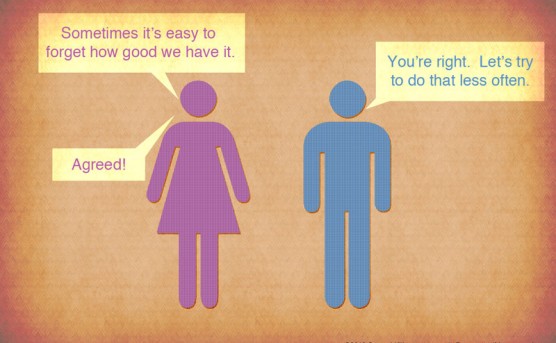 Sometimes it's easy to
forget how good we have it.
You're right. Let's try
to do that less often.
Agreed!